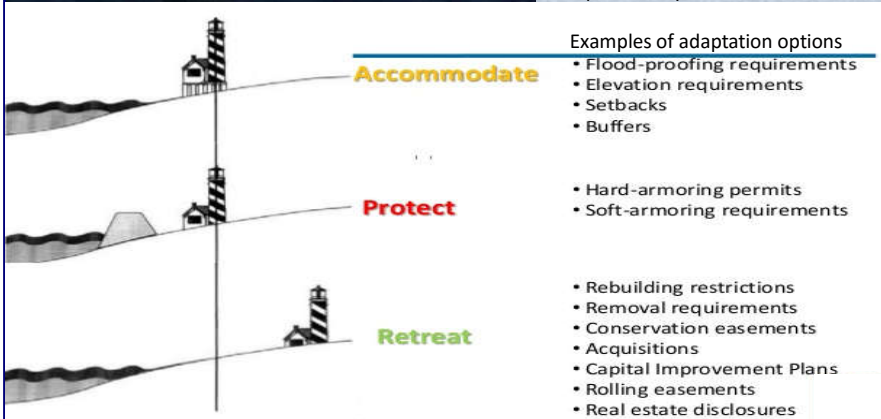 Examples of adaptation options
Accommodate
• Flood-proofing requirements
• Elevation requirements
• Setbacks
• Buffers
Protect
• Hard-armoring permits
• Soft-armoring requirements
Retreat
• Rebuilding restrictions
• Removal requirements
• Conservation easements
• Acquisitions
• Capital Improvement Plans
• Rolling easements
• Real estate disclosures